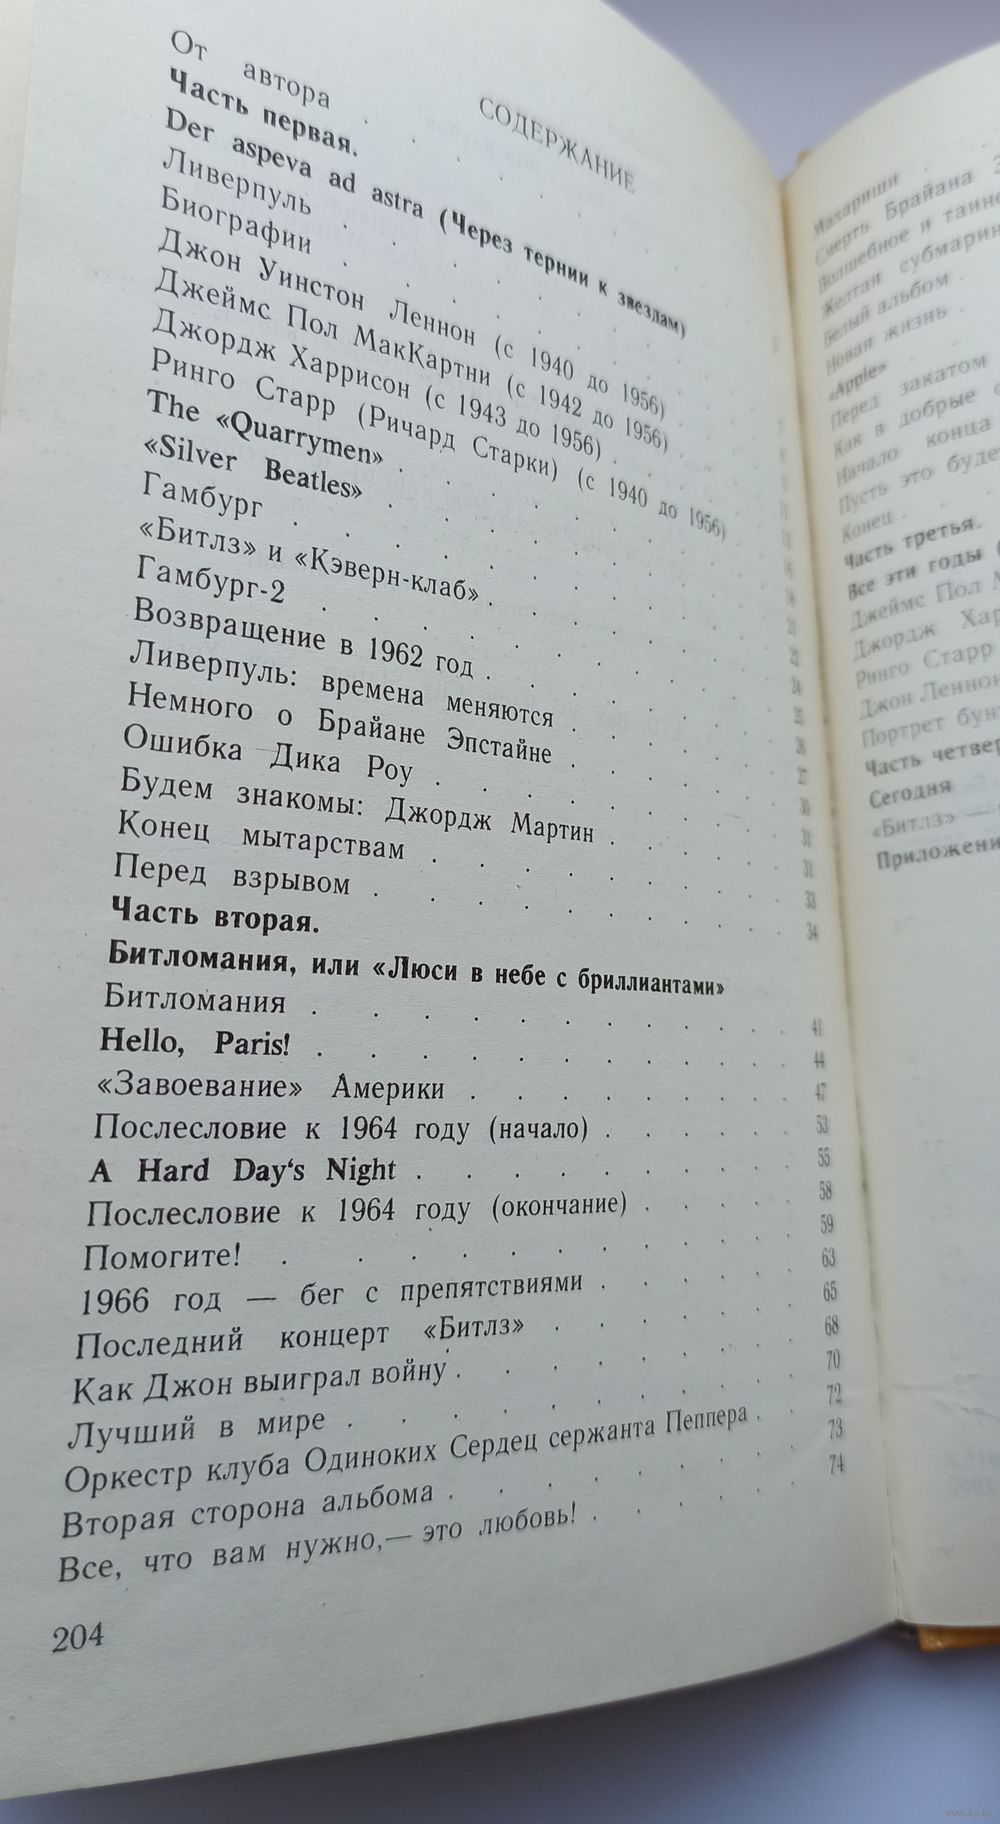 СОДЕРЖАНИЕ
От автора
Часть первая.
Der aspeva ad astra (Через тернии к звездам)
Ливерпуль
Биографии
Джон Уинстон Леннон (с 1940 до 1956)
Джеймс Пол МакКартни (с 1942 до 1956)
Джордж Харрисон (с 1943 до 1956)
Ринго Старр (Ричард Старки) (с 1940 до 1956)
The «Quarrymen»
«Silver Beatles»
Гамбург
«Битлз» и «Кэверн-клаб»
Гамбург-2
Возвращение в 1962 год
Ливерпуль: времена меняются
Немного о Брайане Эпстайне
Ошибка Дика Роу
Будем знакомы: Джордж Мартин
Конец мытарствам
Перед взрывом . 34
Часть вторая.
Битломания, или «Люси в небе с бриллиантами»
Битломания . 41
Hello, Paris! . 44
«Завоевание» Америки . 47
Послесловие к 1964 году (начало) . 53
A Hard Day‘s Night . 55
Послесловие к 1964 году (окончание) . 58
Помогите! . 59
1966 год — бег с препятствиями . 63
Последний концерт «Битлз» . 65
Как Джон выиграл войну . 68
Лучший в мире . 70
Оркестр клуба Одиноких Сердец сержанта Пеппера . 72
Вторая сторона альбома . 73
Все, что вам нужно,— это любовь! . 74
204
Махариши
Смерть Брайана
Волшебное и
Желтая
Белый альбом
Новая жизнь
«Apple»
Перед закатом
Как в добрые
Начало конца
Пусть это
Конец
Часть третья.
Все эти годы
Джеймс Пол
Джордж
Ринго Старр
Джон
Портрет
Часть
Сегодня
«Битлз» —
www.ay.by